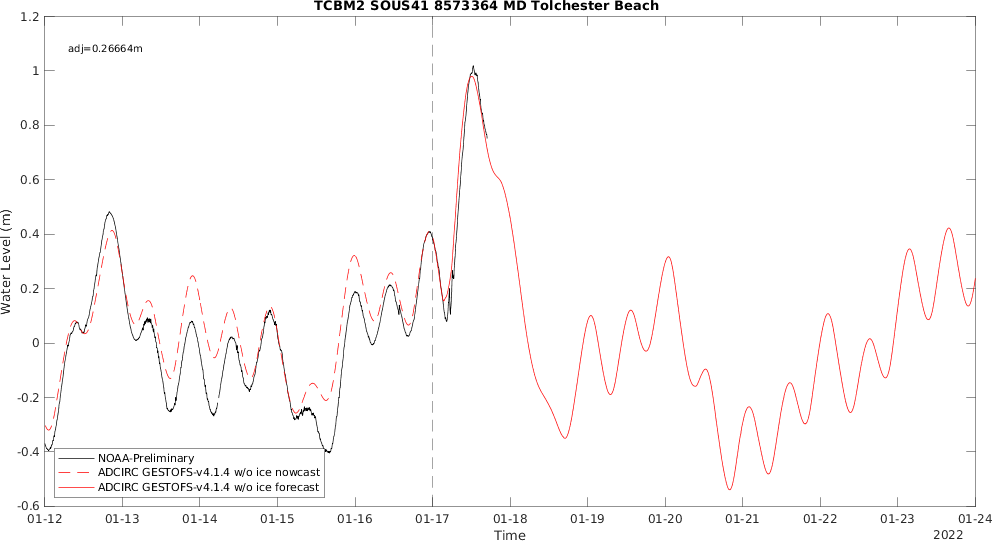 TCBM2 SOUS41 8573364 MD Tolchester Beach
adj=0.26664m
Water Level (m)
1.2
1
0.8
0.6
0.4
0.2
0
-0.2
-0.4
-0.6
NOAA-Preliminary
ADCIRC GESTOFS-v4.1.4 w/o ice nowcast
ADCIRC GESTOFS-v4.1.4 w/o ice forecast
01-12 01-13 01-14 01-15 01-16 01-17 01-18 01-19 01-20 01-21 01-22 01-23 01-24
Time
2022